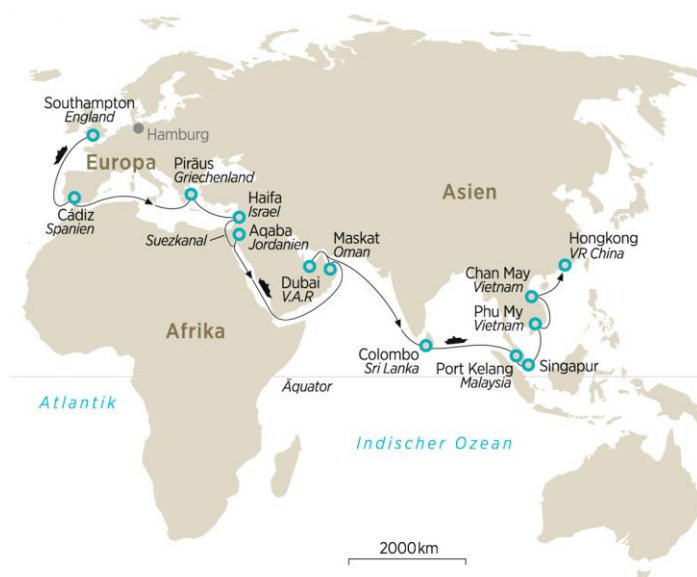 Southampton
England
Hamburg
Europa
Piräus
Griechenland
Cádiz
Spanien
Haifa
Israel
Suezkanal
Aqaba
Jordanien
Asien
Maskat
Oman
Dubai
V.A.R
Hongkong
VR China
Chan May
Vietnam
Phu My
Vietnam
Afrika
Colombo
Sri Lanka
Port Kelang
Malaysia
Singapur
Äquator
Atlantik
Indischer Ozean
2000 km